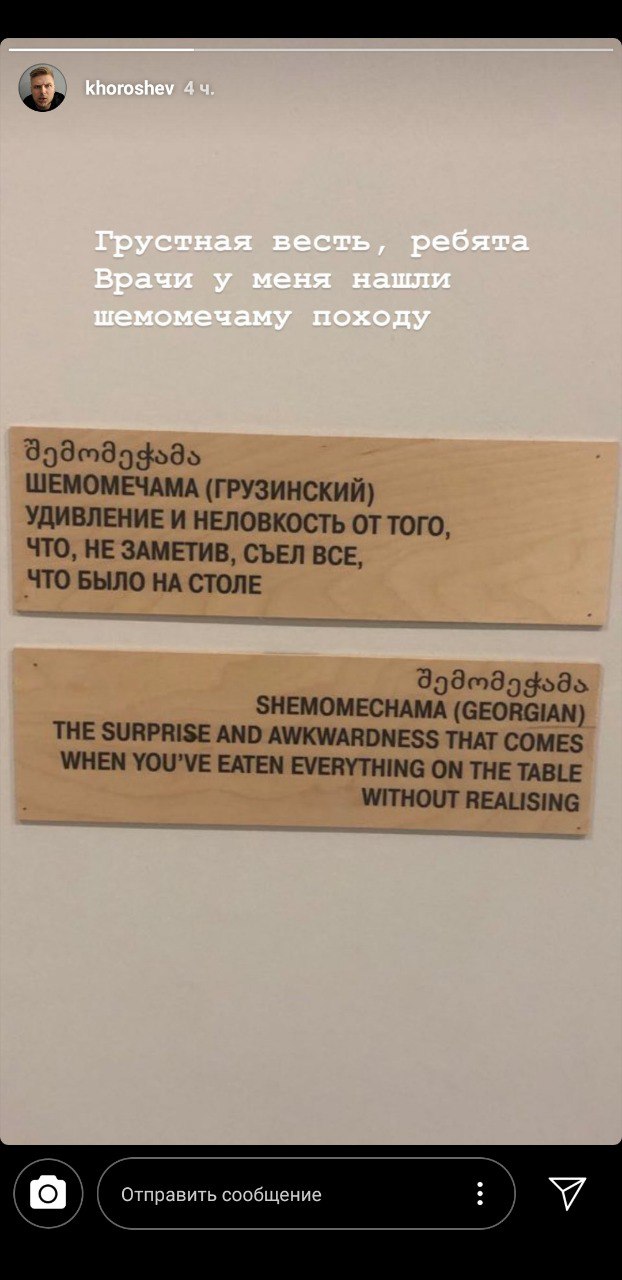 khoroshev 4 ч.
Грустная весть, ребята
Врачи у меня нашли
шемомечаму походу
შემომეჭამა
ШЕМОМЕЧАМА (ГРУЗИНСКИЙ)
УДИВЛЕНИЕ И НЕЛОВКОСТЬ ОТ ТОГО,
ЧТО, НЕ ЗАМЕТИВ, СЪЕЛ ВСЕ,
ЧТО БЫЛО НА СТОЛЕ
შემომეჭამა
SHEMOMECHAMA (GEORGIAN)
THE SURPRISE AND AWKWARDNESS THAT COMES
WHEN YOU'VE EATEN EVERYTHING ON THE TABLE
WITHOUT REALISING
Отправить сообщение